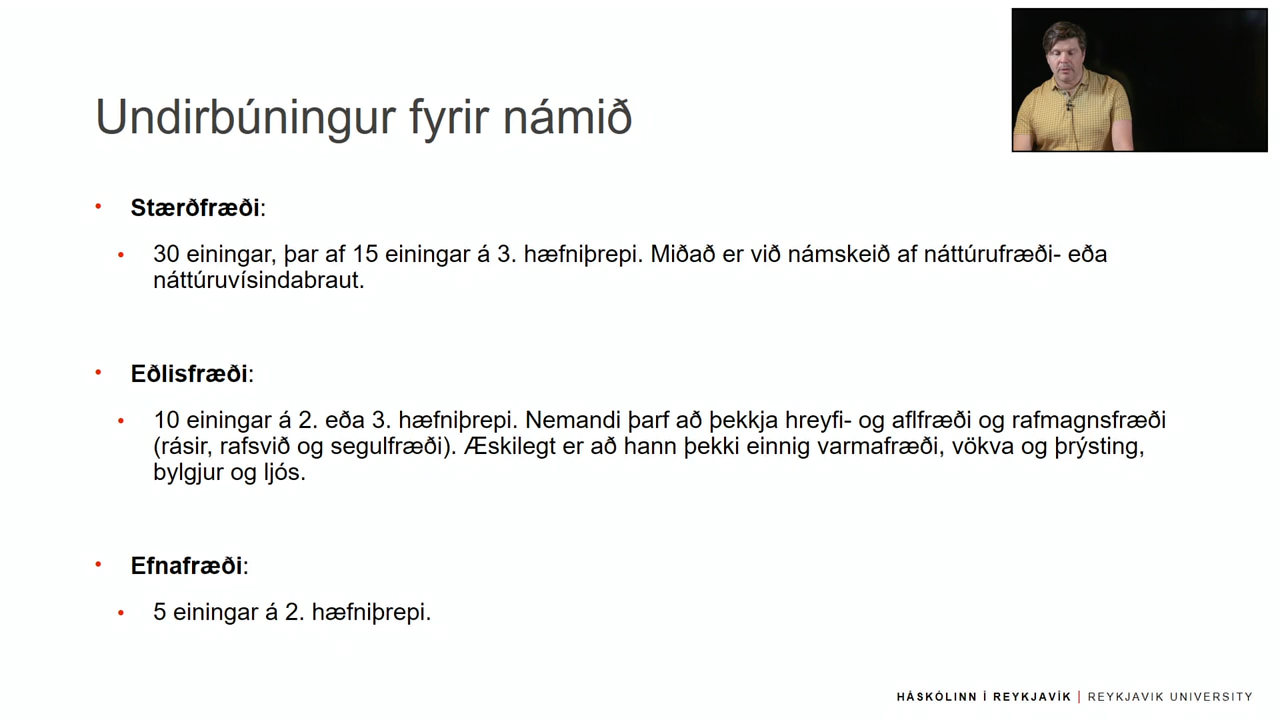 Undirbúningur fyrir námið
• Stærðfræði:
• 30 einingar, þar af 15 einingar á 3. hæfniþrepi. Miðað er við námskeið af náttúrufræði- eða
náttúruvísindabraut.
• Eðlisfræði:
• 10 einingar á 2. eða 3. hæfniþrepi. Nemandi þarf að þekkja hreyfi- og aflfræði og rafmagnsfræði
(rásir, rafsvið og segulfræði). Æskilegt er að hann þekki einnig varmafræði, vökva og þrýsting,
bylgjur og ljós.
• Efnafræði:
• 5 einingar á 2. hæfniþrepi.
HÁSKÓLINN Í REYKJAVÍK | REYKJAVIK UNIVERSITY